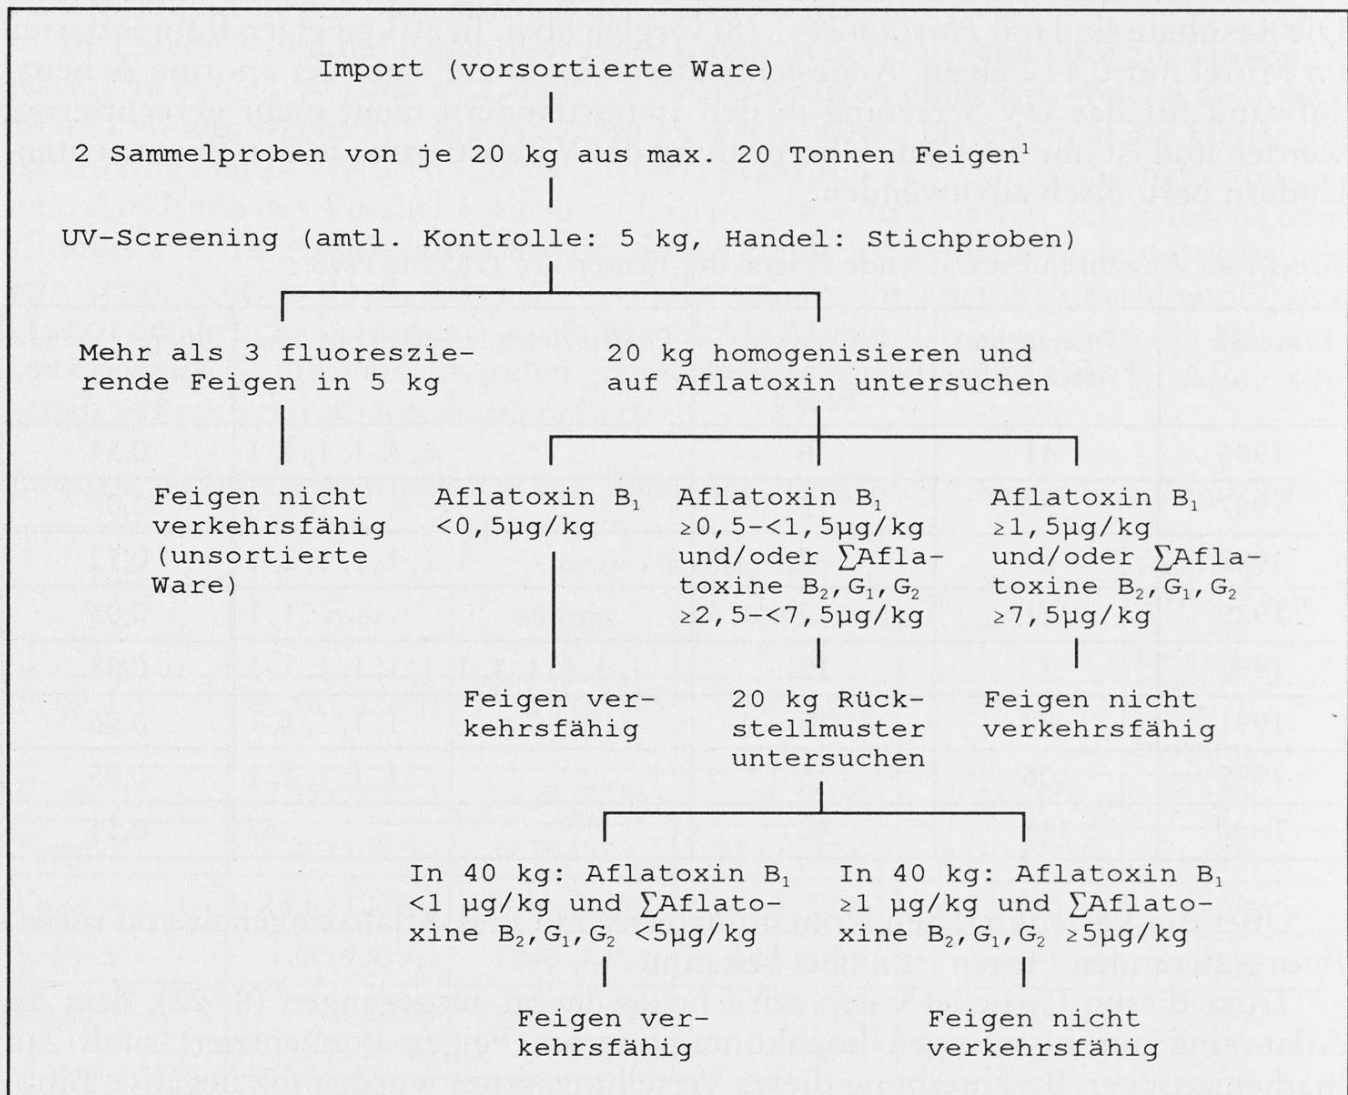 Import (vorsortierte Ware)
2 Sammelproben von je 20 kg aus max. 20 Tonnen Feigen¹
UV-Screening (amtl. Kontrolle: 5 kg, Handel: Stichproben)
Mehr als 3 fluoreszie-
rende Feigen in 5 kg
20 kg homogenisieren und
auf Aflatoxin untersuchen
Feigen nicht
verkehrsfähig
(unsortierte
Ware)
Aflatoxin B₁
<0,5µg/kg
Aflatoxin B₁
≥0,5-<1,5µg/kg
und/oder ∑Afla-
toxine B₂,G₁,G₂
≥2,5-<7,5µg/kg
Aflatoxin B₁
≥1,5µg/kg
und/oder ∑Afla-
toxine B₂,G₁,G₂
≥7,5µg/kg
Feigen ver-
kehrsfähig
20 kg Rück-
stellmuster
untersuchen
Feigen nicht
verkehrsfähig
In 40 kg: Aflatoxin B₁
<1 µg/kg und ∑Aflato-
xine B₂,G₁,G₂ <5µg/kg
In 40 kg: Aflatoxin B₁
≥1 µg/kg und ∑Aflato-
xine B₂,G₁,G₂ ≥5µg/kg
Feigen ver-
kehrsfähig
Feigen nicht
verkehrsfähig